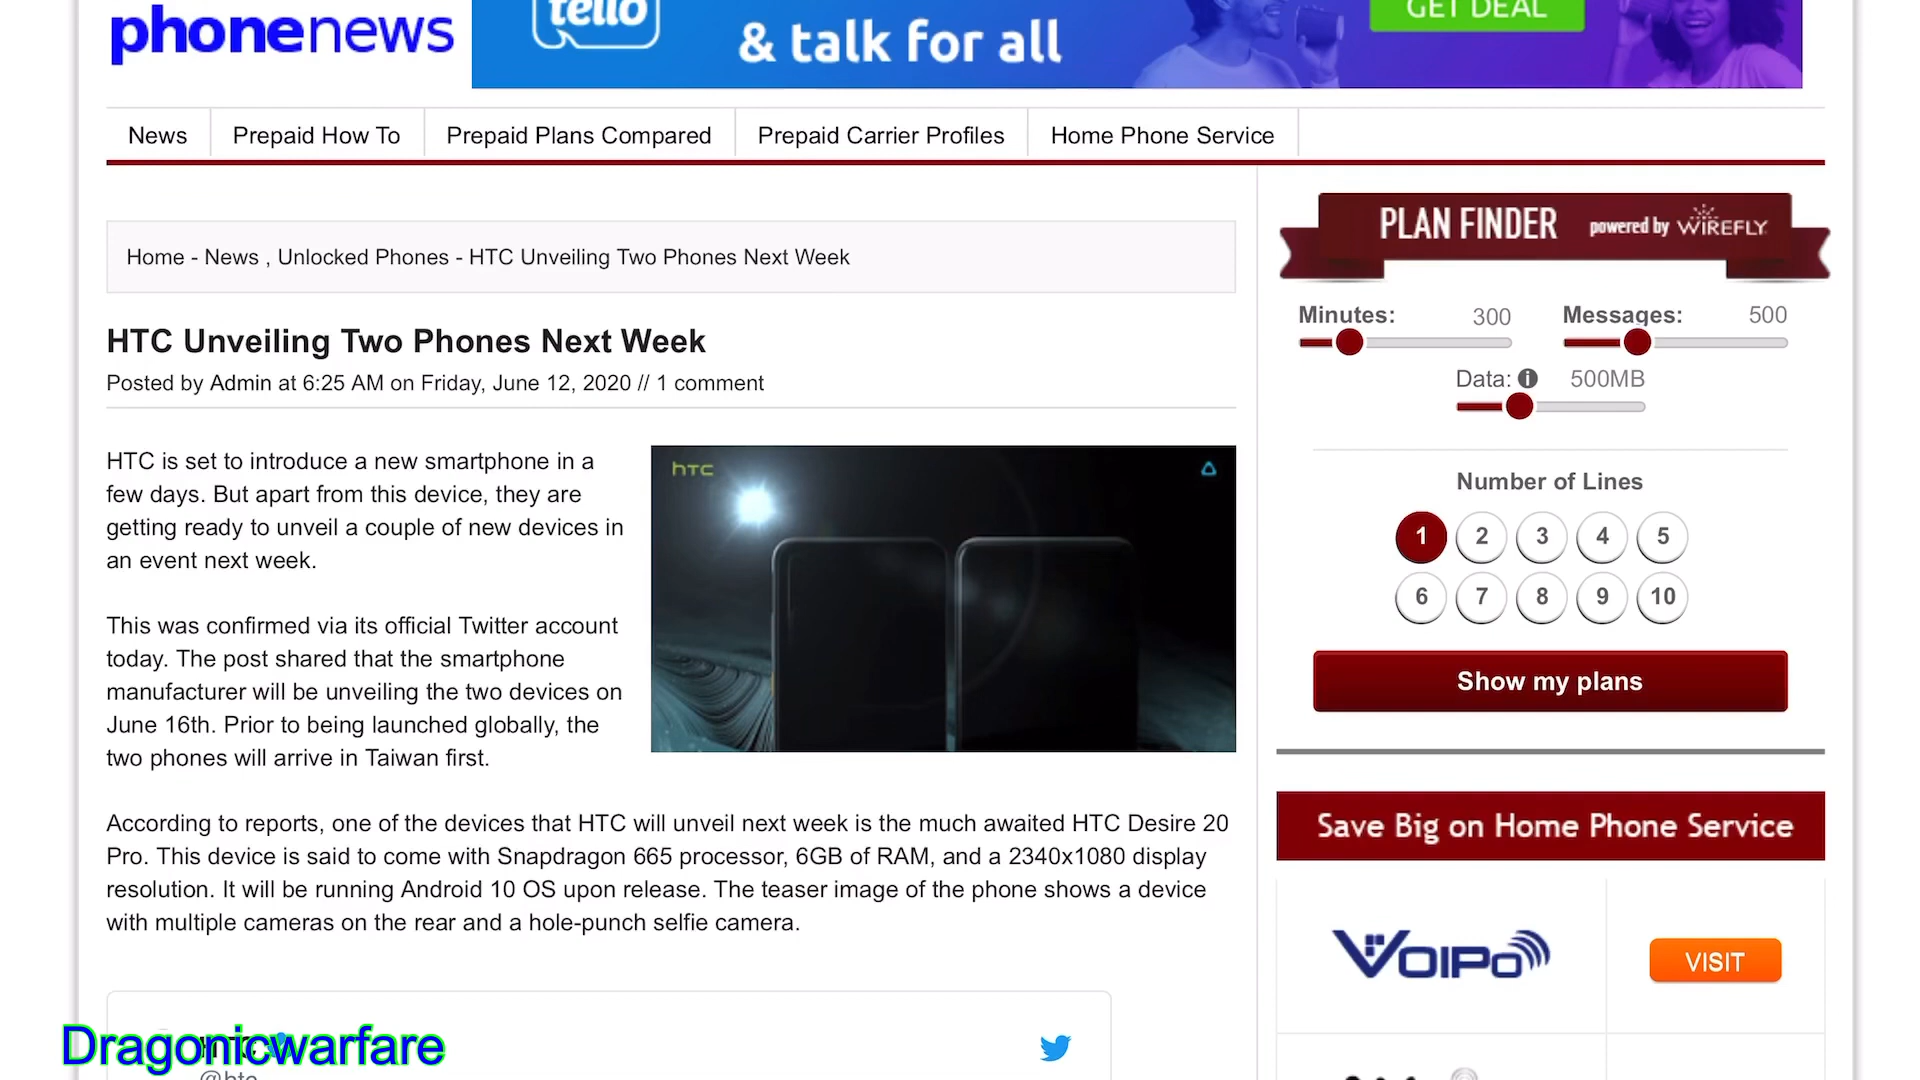 phonenews
tello
& talk for all
GET DEAL
News
Prepaid How To
Prepaid Plans Compared
Prepaid Carrier Profiles
Home Phone Service
Home - News , Unlocked Phones - HTC Unveiling Two Phones Next Week
HTC Unveiling Two Phones Next Week
Posted by Admin at 6:25 AM on Friday, June 12, 2020 // 1 comment
HTC is set to introduce a new smartphone in a
few days. But apart from this device, they are
getting ready to unveil a couple of new devices in
an event next week.
This was confirmed via its official Twitter account
today. The post shared that the smartphone
manufacturer will be unveiling the two devices on
June 16th. Prior to being launched globally, the
two phones will arrive in Taiwan first.
hTC
According to reports, one of the devices that HTC will unveil next week is the much awaited HTC Desire 20
Pro. This device is said to come with Snapdragon 665 processor, 6GB of RAM, and a 2340x1080 display
resolution. It will be running Android 10 OS upon release. The teaser image of the phone shows a device
with multiple cameras on the rear and a hole-punch selfie camera.
HTC
@htc
Dragonicwarfare
PLAN FINDER powered by WIREFLY
Minutes: 300
Messages: 500
Data: i 500MB
Number of Lines
1 2 3 4 5
6 7 8 9 10
Show my plans
Save Big on Home Phone Service
VOIPO
VISIT